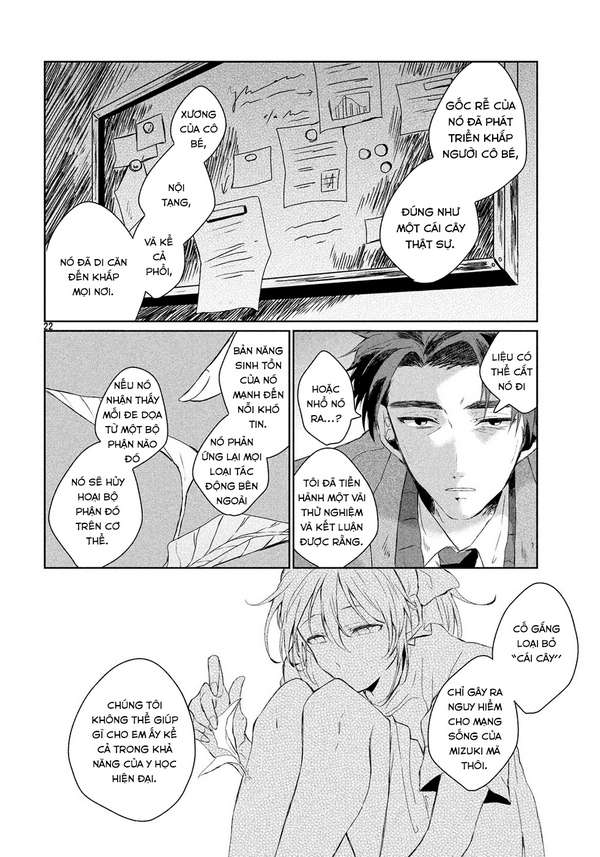 GỐC RỄ CỦA
NÓ ĐÃ PHÁT
TRIỂN KHẮP
NGƯỜI CÔ BÉ,
ĐÚNG NHƯ
MỘT CÁI CÂY
THẬT SỰ.
XƯƠNG
CỦA CÔ
BÉ,
NỘI
TẠNG,
VÀ KỂ
CẢ
PHỔI,
NÓ ĐÃ DI CĂN
ĐẾN KHẮP
MỌI NƠI.
22
LIỆU CÓ
THỂ CẮT
NÓ ĐI
HOẶC
NHỔ NÓ
RA...?
TÔI ĐÃ TIẾN
HÀNH MỘT VÀI
THỬ NGHIỆM
VÀ KẾT LUẬN
ĐƯỢC RẰNG.
BẢN NĂNG
SINH TỒN
CỦA NÓ
MẠNH ĐẾN
NỖI KHÓ
TIN.
NÓ PHẢN
ỨNG LẠI MỌI
LOẠI TÁC
ĐỘNG BÊN
NGOÀI
NẾU NÓ
NHẬN THẤY
MỐI ĐE DỌA
TỪ MỘT BỘ
PHẬN NÀO
ĐÓ
NÓ SẼ HỦY
HOẠI BỘ
PHẬN ĐÓ
TRÊN CƠ
THỂ.
CỐ GẮNG
LOẠI BỎ
"CÁI CÂY"
CHỈ GÂY RA
NGUY HIỂM
CHO MẠNG
SỐNG CỦA
MIZUKI MÀ
THÔI.
CHÚNG TÔI
KHÔNG THỂ GIÚP
GÌ CHO EM ẤY KỂ
CẢ TRONG KHẢ
NĂNG CỦA Y HỌC
HIỆN ĐẠI.